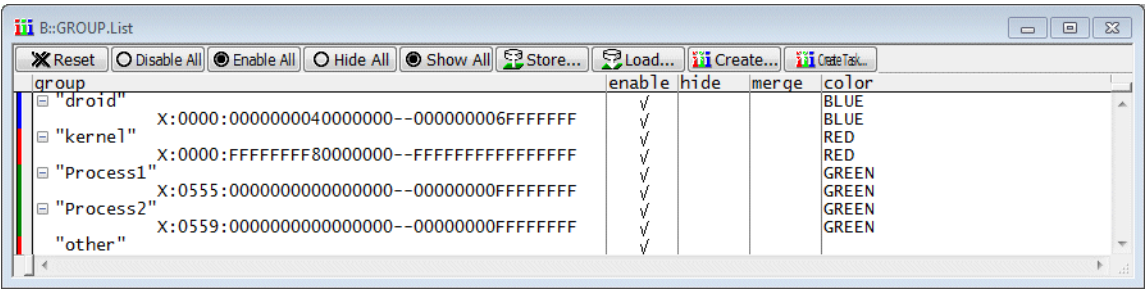 B::GROUP.List
Reset Disable All Enable All Hide All Show All Store... Load... Create... CreateTask...
group enable hide merge color
"droid" √ BLUE
X:0000:0000000040000000--000000006FFFFFFF √ BLUE
"kernel" √ RED
X:0000:FFFFFFFF80000000--FFFFFFFFFFFFFFFF √ RED
"Process1" √ GREEN
X:0555:0000000000000000--00000000FFFFFFFF √ GREEN
"Process2" √ GREEN
X:0559:0000000000000000--00000000FFFFFFFF √ GREEN
"other" √